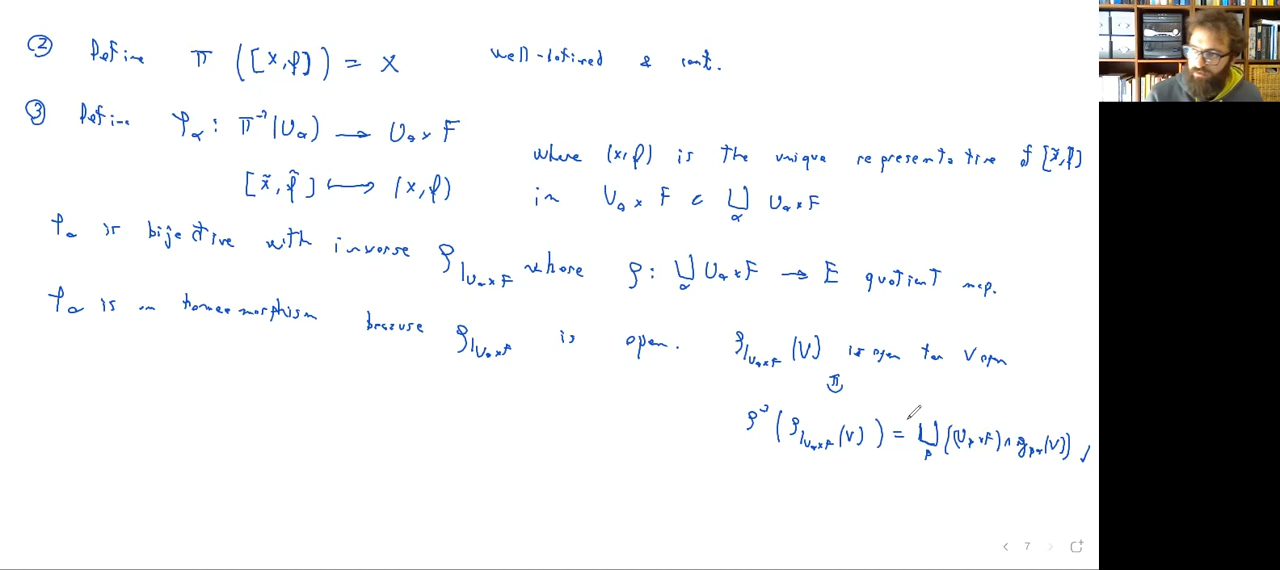 ② Define π ([x,p]) = x well-defined & cont.
③ Define φ_α : π⁻¹(U_α) → U_α × F
where (x,p) is the unique representative of [x̃,p̃]
[x̃, p̃] ⟼ (x, p)
in U_α × F ⊂ ⨆_α U_α × F
φ_α is bijective with inverse ρ|_{U_α×F} where ρ : ⨆_α U_α × F → E quotient map.
φ_α is an homeomorphism because ρ|_{U_α×F} is open. ρ|_{U_α×F} (V) is open for V open
⇕
ρ⁻¹ ( ρ|_{U_α×F} (V) ) = ⨆_β ((U_β × F) ∩ g_{βα}(V)) ✓
7